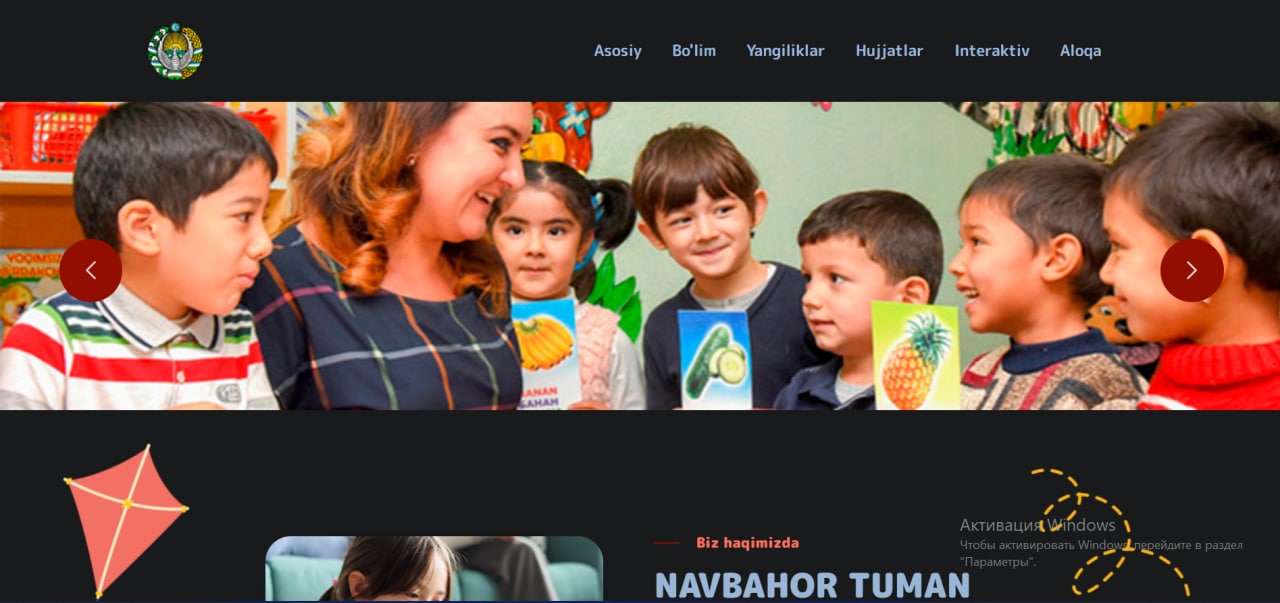 Asosiy Bo'lim Yangiliklar Hujjatlar Interaktiv Aloqa
YOQIMSIZ
Biz haqimizda
NAVBAHOR TUMAN
Активация Windows
Чтобы активировать Windows, перейдите в раздел
"Параметры".